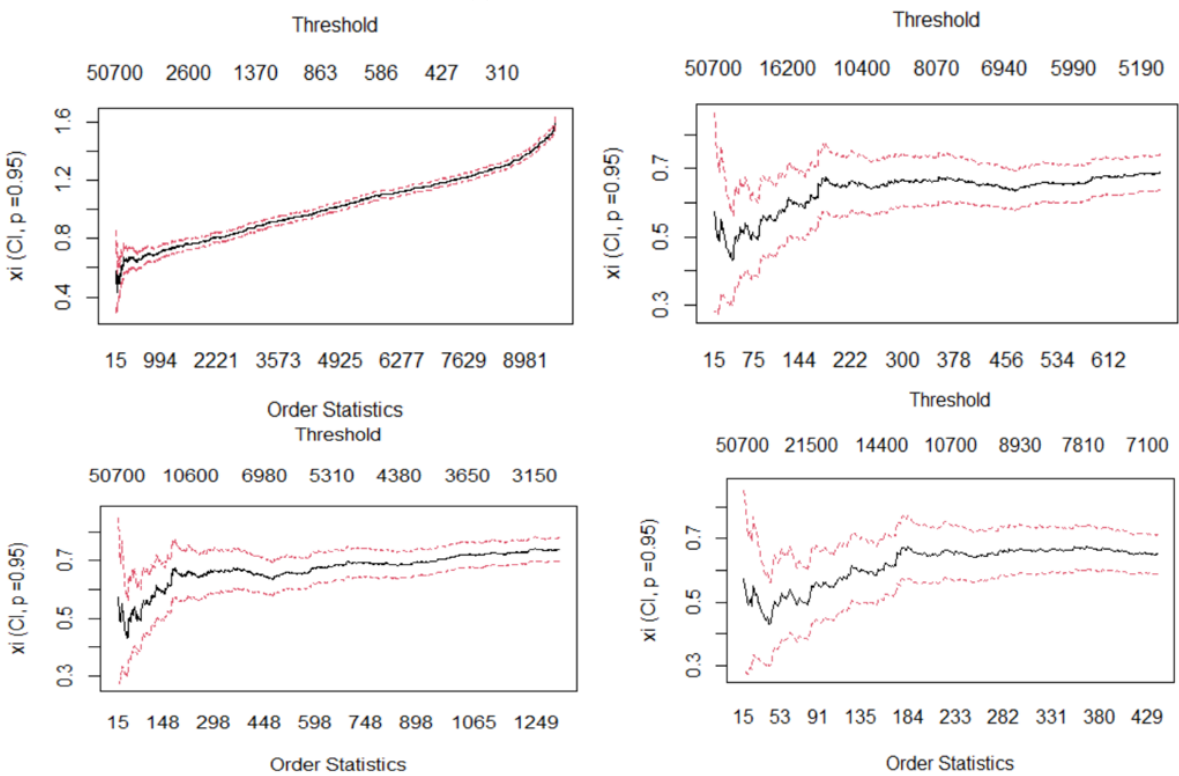 Threshold
50700 2600 1370 863 586 427 310
xi (CI, p =0.95)
1.6
1.2
0.8
0.4
15 994 2221 3573 4925 6277 7629 8981
Order Statistics
Threshold
50700 16200 10400 8070 6940 5990 5190
xi (CI, p =0.95)
0.7
0.5
0.3
15 75 144 222 300 378 456 534 612
Threshold
50700 10600 6980 5310 4380 3650 3150
xi (CI, p =0.95)
0.7
0.5
0.3
15 148 298 448 598 748 898 1065 1249
Order Statistics
Threshold
50700 21500 14400 10700 8930 7810 7100
xi (CI, p =0.95)
0.7
0.5
0.3
15 53 91 135 184 233 282 331 380 429
Order Statistics